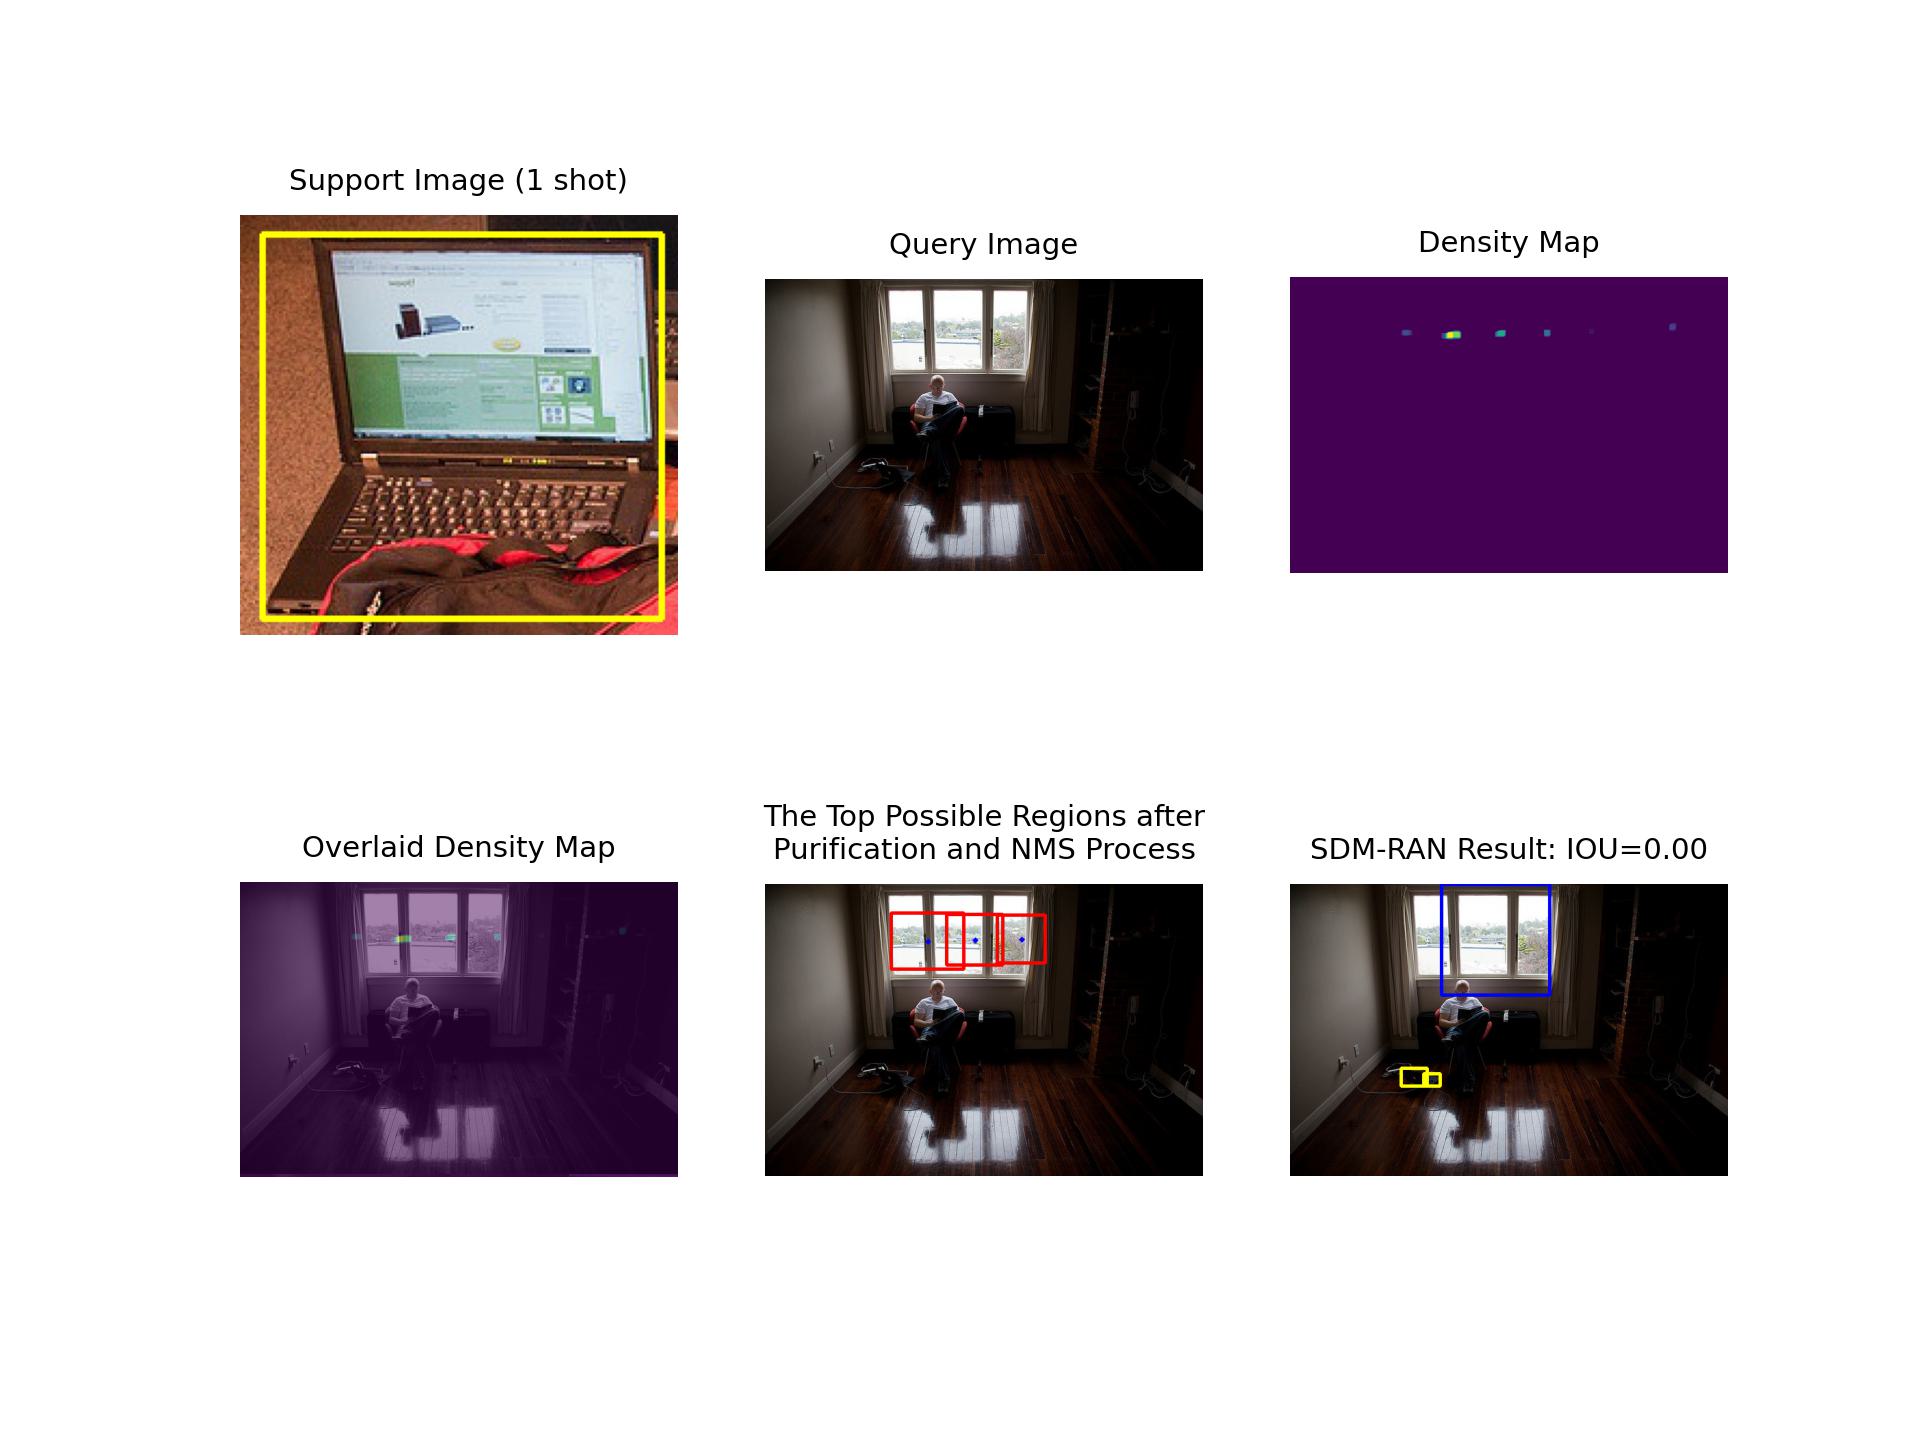 Support Image (1 shot)
Query Image
Density Map
Overlaid Density Map
The Top Possible Regions after
Purification and NMS Process
SDM-RAN Result: IOU=0.00